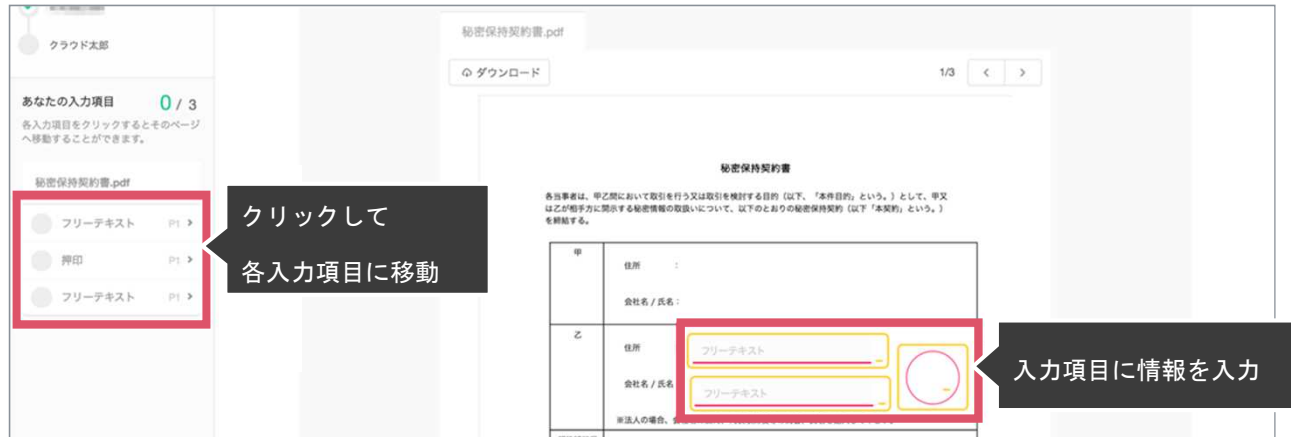 クラウド太郎
あなたの入力項目 0 / 3
各入力項目をクリックするとそのページ
へ移動することができます。
秘密保持契約書.pdf
フリーテキスト P1 >
押印 P1 >
フリーテキスト P1 >
クリックして
各入力項目に移動
秘密保持契約書.pdf
ダウンロード
1/3 < >
秘密保持契約書
各当事者は、甲乙間において取引を行う又は取引を検討する目的（以下、「本件目的」という。）として、甲又
は乙が相手方に開示する秘密情報の取扱いについて、以下のとおりの秘密保持契約（以下「本契約」という。）
を締結する。
甲
住所 :
会社名 / 氏名 :
乙
住所
フリーテキスト
会社名 / 氏名
フリーテキスト
※法人の場合、
入力項目に情報を入力